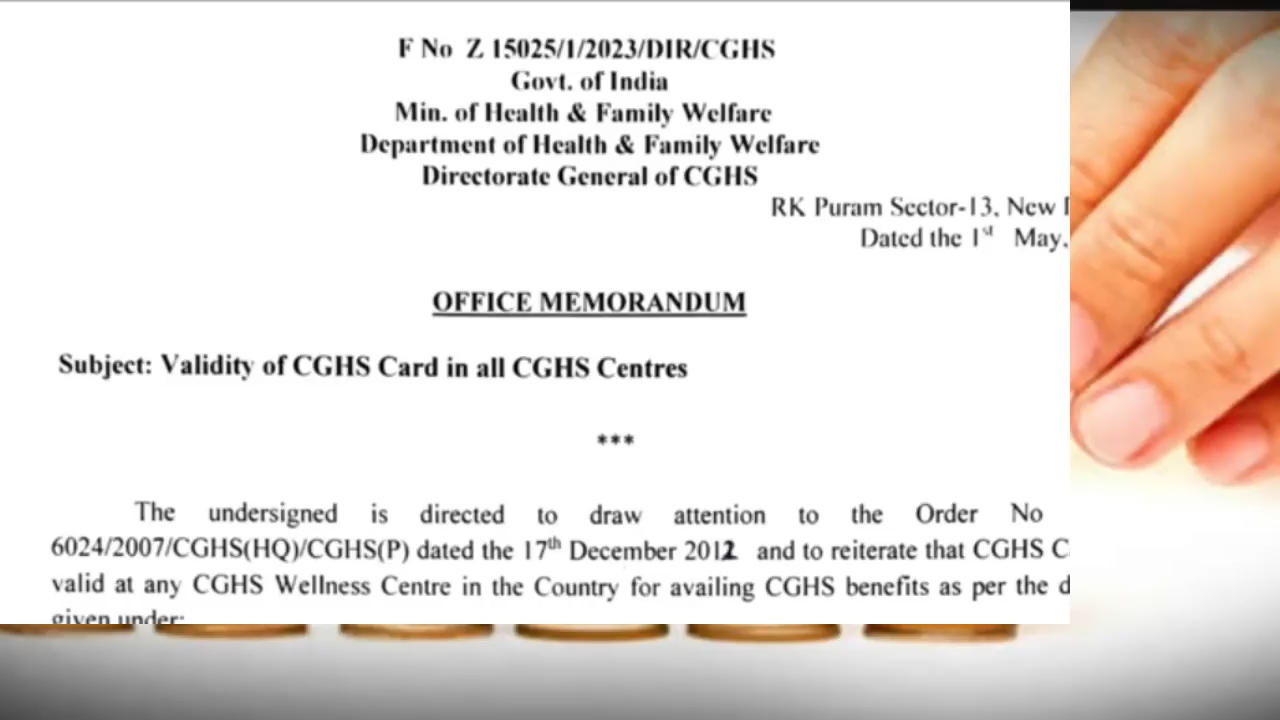 F No Z 15025/1/2023/DIR/CGHS
Govt. of India
Min. of Health & Family Welfare
Department of Health & Family Welfare
Directorate General of CGHS
RK Puram Sector-13, New
Dated the 1st May,
OFFICE MEMORANDUM
Subject: Validity of CGHS Card in all CGHS Centres
***
The undersigned is directed to draw attention to the Order No
6024/2007/CGHS(HQ)/CGHS(P) dated the 17th December 2012 and to reiterate that CGHS
valid at any CGHS Wellness Centre in the Country for availing CGHS benefits as per the
given under: